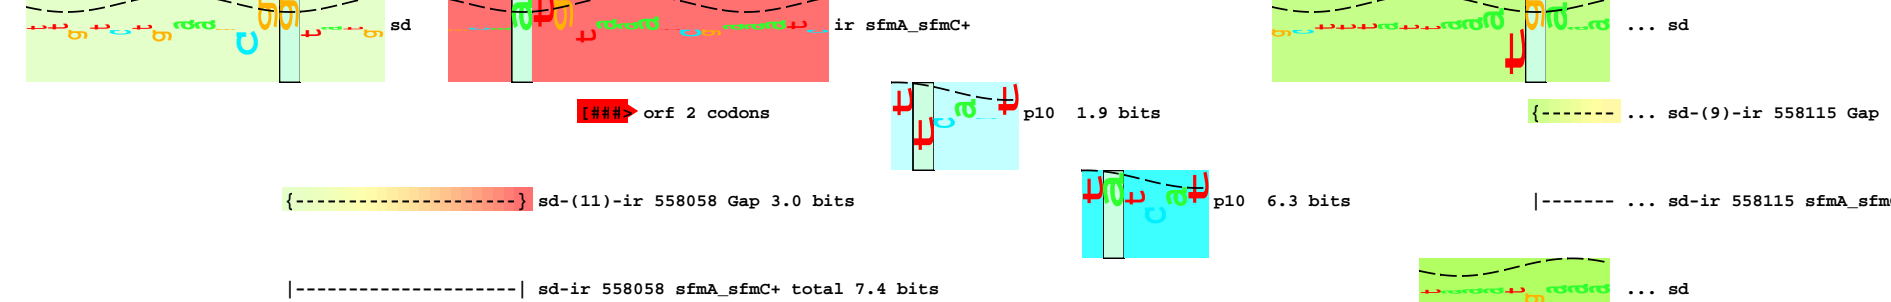 sd
ir sfmA_sfmC+
... sd
[###> orf 2 codons
p10 1.9 bits
{------- ... sd-(9)-ir 558115 Gap
{---------------------} sd-(11)-ir 558058 Gap 3.0 bits
p10 6.3 bits
|------- ... sd-ir 558115 sfmA_sfm
|---------------------| sd-ir 558058 sfmA_sfmC+ total 7.4 bits
... sd